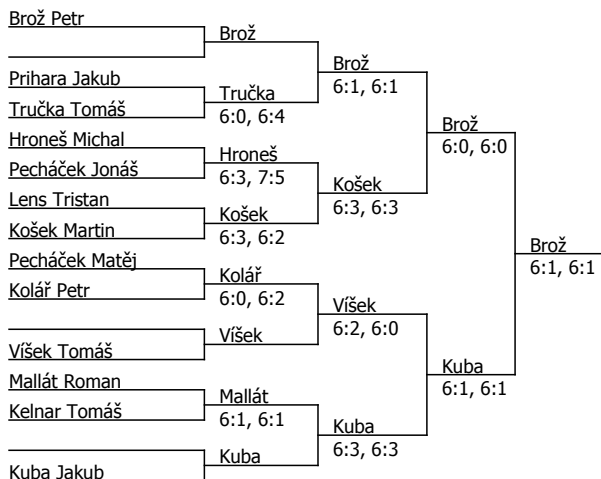 Brož Petr
Brož
Brož
6:1, 6:1
Prihara Jakub
Tručka
6:0, 6:4
Tručka Tomáš
Brož
6:0, 6:0
Hroneš Michal
Hroneš
6:3, 7:5
Pecháček Jonáš
Košek
6:3, 6:3
Lens Tristan
Košek
6:3, 6:2
Košek Martin
Brož
6:1, 6:1
Pecháček Matěj
Kolář
6:0, 6:2
Kolář Petr
Víšek
6:2, 6:0
Víšek
Víšek Tomáš
Kuba
6:1, 6:1
Mallát Roman
Mallát
6:1, 6:1
Kelnar Tomáš
Kuba
6:3, 6:3
Kuba
Kuba Jakub